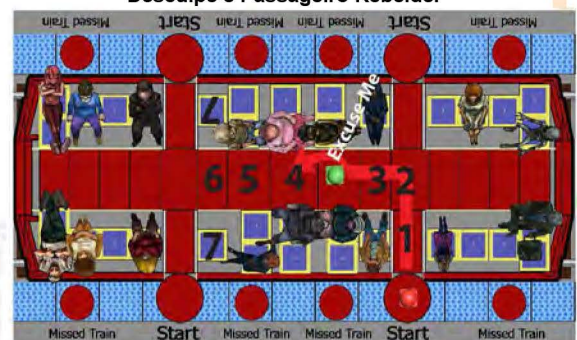 Desculpe o Passageiro Rebelde.
Missed Train Start Missed Train Missed Train Start Missed Train
7
Excuse Me
6 5 4 3 2
1
7
Missed Train Start Missed Train Missed Train Start Missed Train